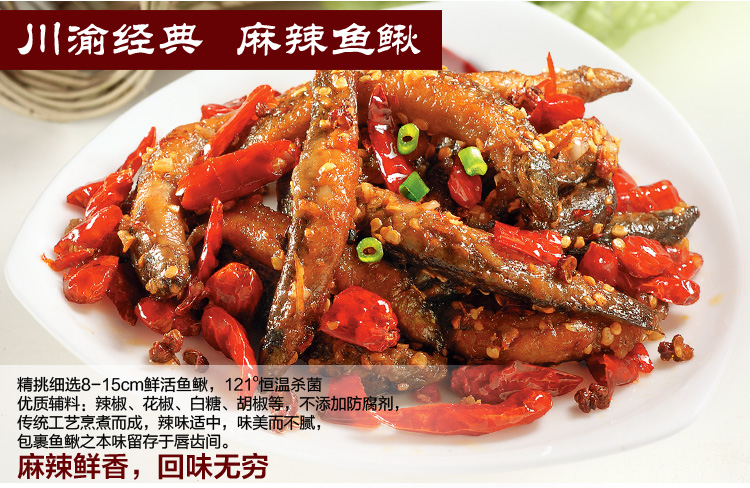 川渝经典 麻辣鱼鳅
精挑细选8-15cm鲜活鱼鳅，121°恒温杀菌
优质辅料：辣椒、花椒、白糖、胡椒等，不添加防腐剂，
传统工艺烹煮而成，辣味适中，味美而不腻，
包裹鱼鳅之本味留存于唇齿间。
麻辣鲜香，回味无穷